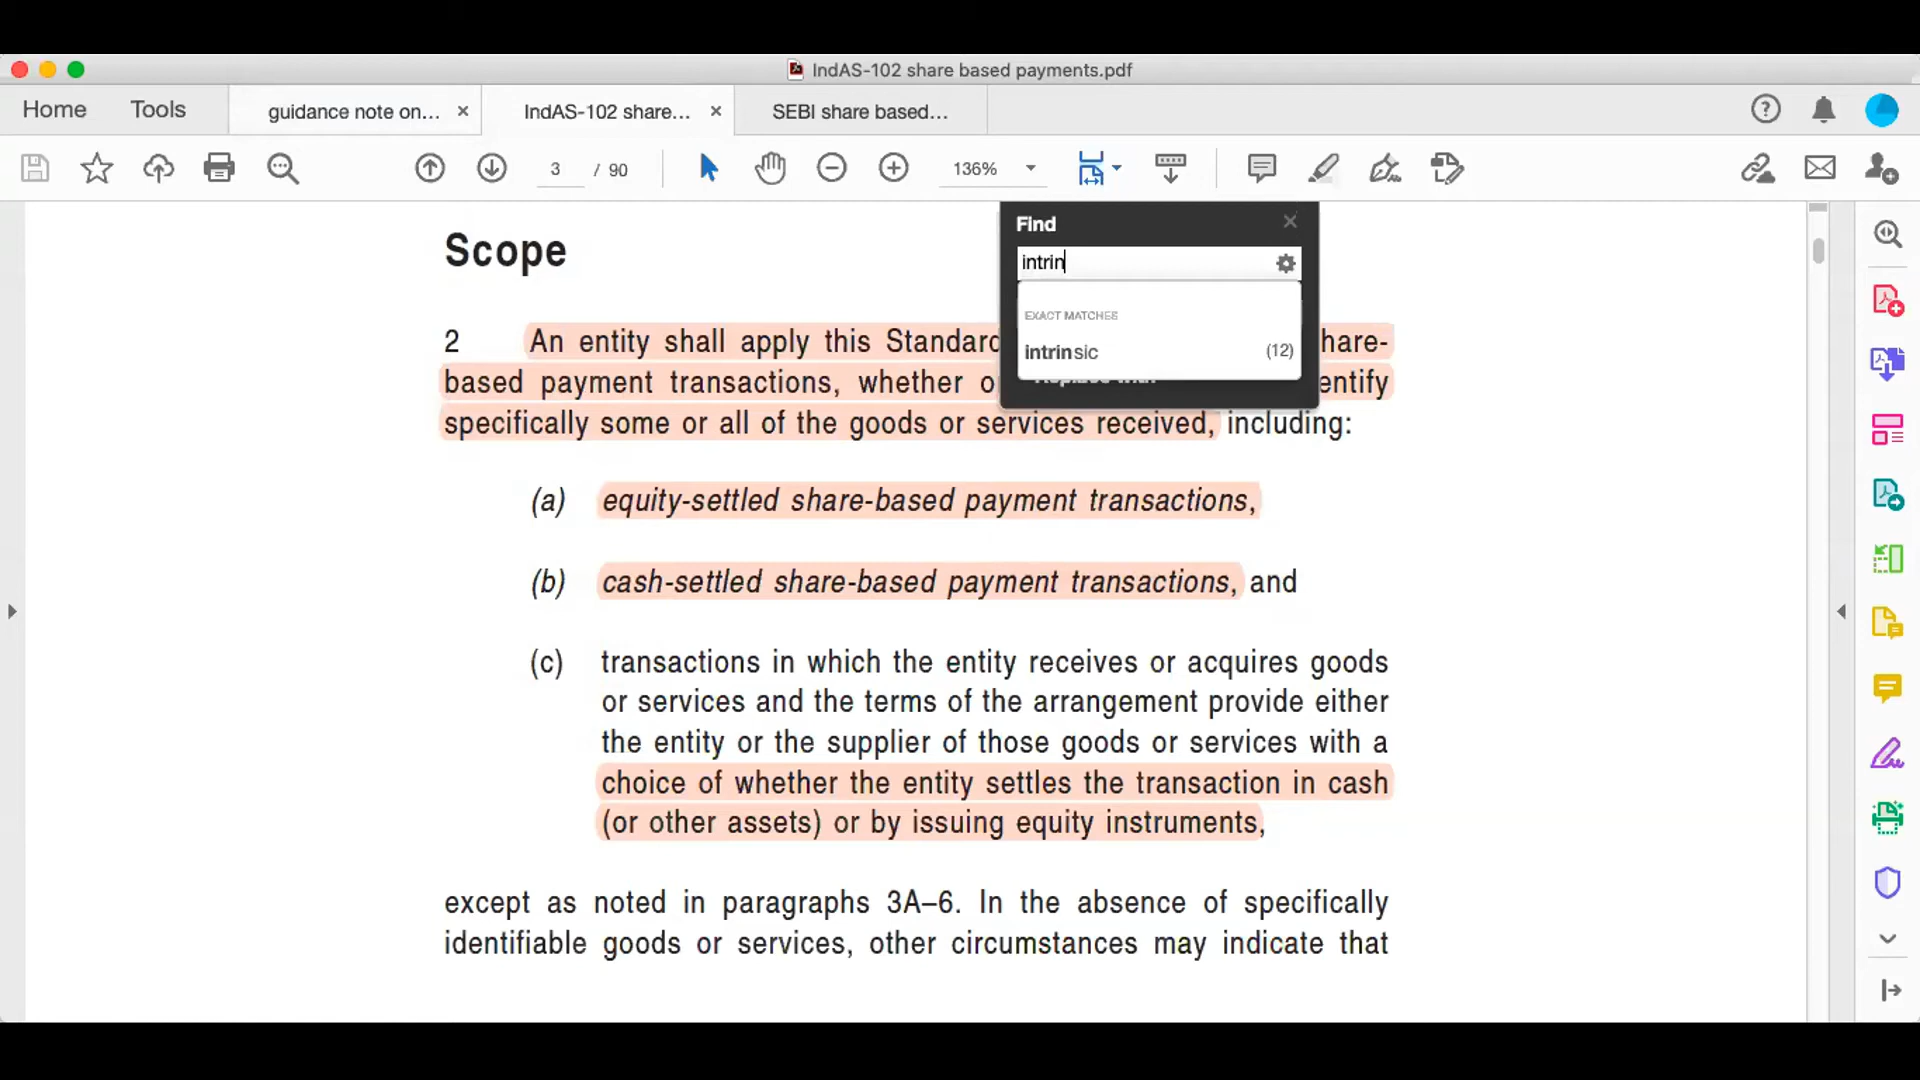 IndAS-102 share based payments.pdf
Home
Tools
guidance note on...
IndAS-102 share...
SEBI share based...
3
/ 90
136%
Find
intrin
EXACT MATCHES
intrinsic
(12)
Scope
2 An entity shall apply this Standard hare-
based payment transactions, whether entify
specifically some or all of the goods or services received, including:
(a) equity-settled share-based payment transactions,
(b) cash-settled share-based payment transactions, and
(c) transactions in which the entity receives or acquires goods
or services and the terms of the arrangement provide either
the entity or the supplier of those goods or services with a
choice of whether the entity settles the transaction in cash
(or other assets) or by issuing equity instruments,
except as noted in paragraphs 3A–6. In the absence of specifically
identifiable goods or services, other circumstances may indicate that